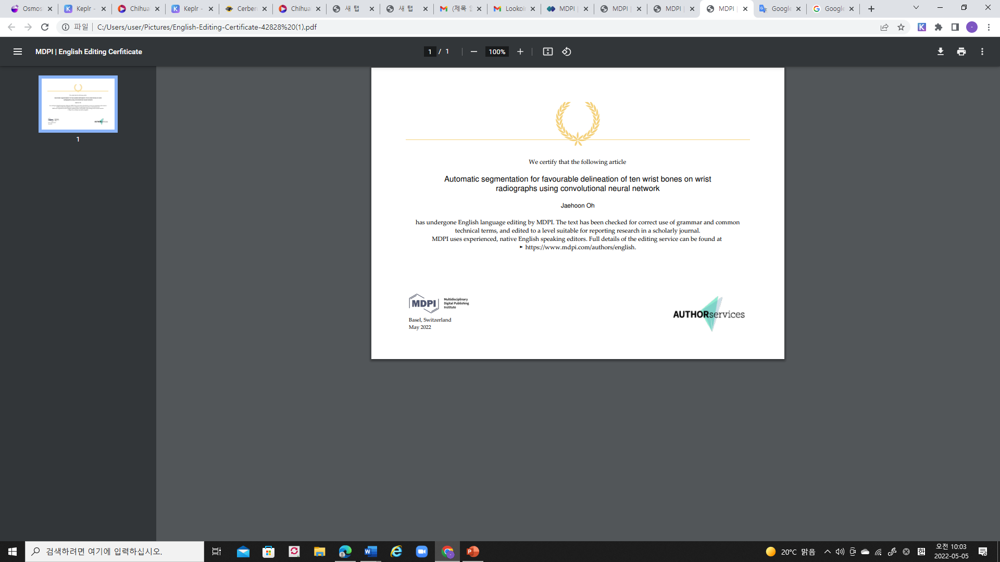 Osmos
Keplr -
Chihua
Keplr -
Cerber
Chihua
새 탭
새 탭
(제목 없
Lookoin
MDPI |
MDPI |
MDPI |
MDPI |
Google
Google
파일
C:/Users/user/Pictures/English-Editing-Certificate-42828%20(1).pdf
K
MDPI | English Editing Cerfiticate
1 / 1
100%
1
We certify that the following article
Automatic segmentation for favourable delineation of ten wrist bones on wrist
radiographs using convolutional neural network
Jaehoon Oh
has undergone English language editing by MDPI. The text has been checked for correct use of grammar and common
technical terms, and edited to a level suitable for reporting research in a scholarly journal.
MDPI uses experienced, native English speaking editors. Full details of the editing service can be found at
► https://www.mdpi.com/authors/english.
MDPI
Multidisciplinary
Digital Publishing
Institute
Basel, Switzerland
May 2022
AUTHORservices
검색하려면 여기에 입력하십시오.
20°C 맑음
한
오전 10:03
2022-05-05